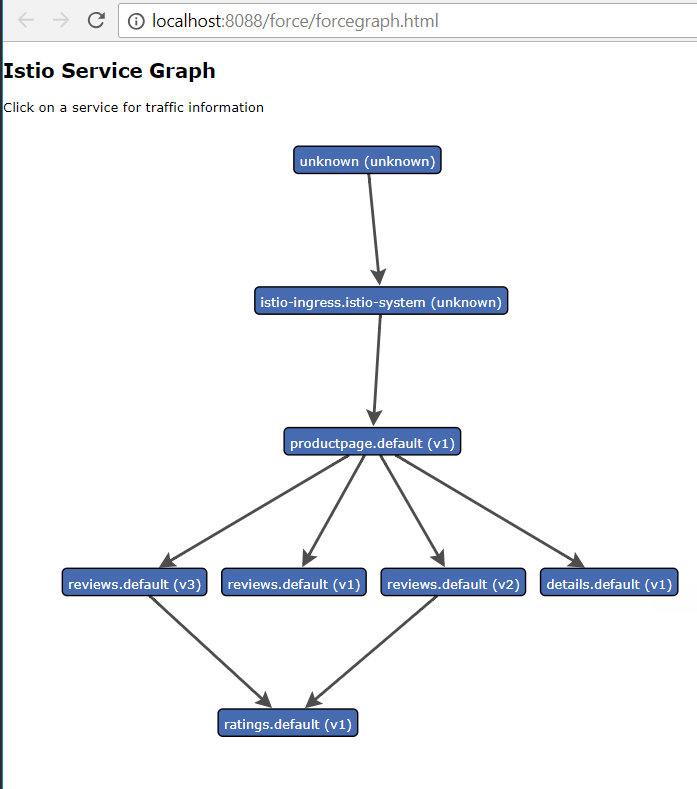 localhost:8088/force/forcegraph.html
Istio Service Graph
Click on a service for traffic information
unknown (unknown)
istio-ingress.istio-system (unknown)
productpage.default (v1)
reviews.default (v3)
reviews.default (v1)
reviews.default (v2)
details.default (v1)
ratings.default (v1)